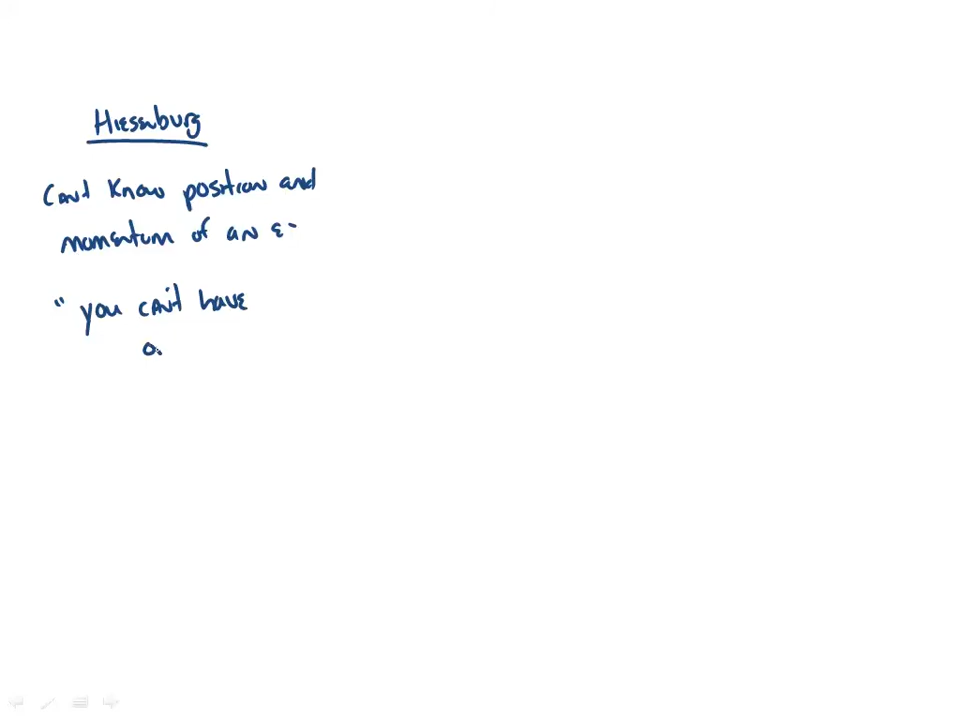 Hiesenburg
Can't know position and
momentum of an e-
" you can't have